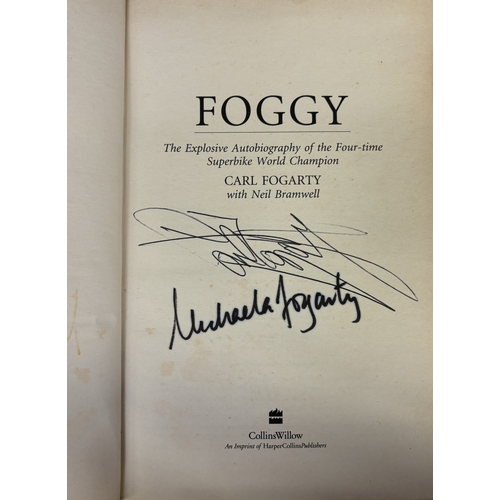 FOGGY
The Explosive Autobiography of the Four-time
Superbike World Champion
CARL FOGARTY
with Neil Bramwell
Michaela Fogarty
CollinsWillow
An Imprint of HarperCollinsPublishers